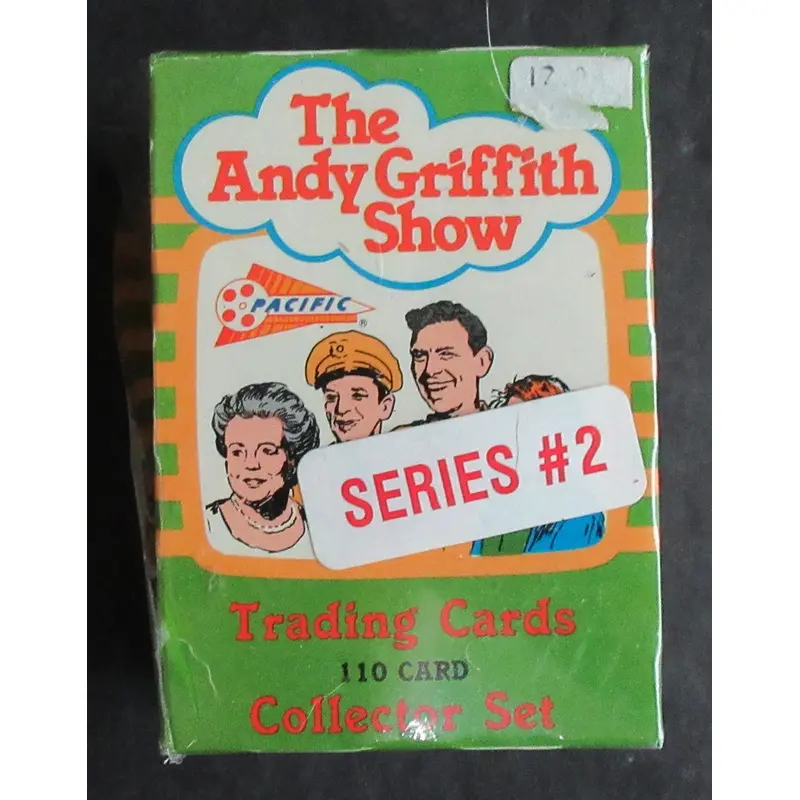 The
Andy Griffith
Show
PACIFIC
®
SERIES #2
Trading Cards
110 CARD
Collector Set